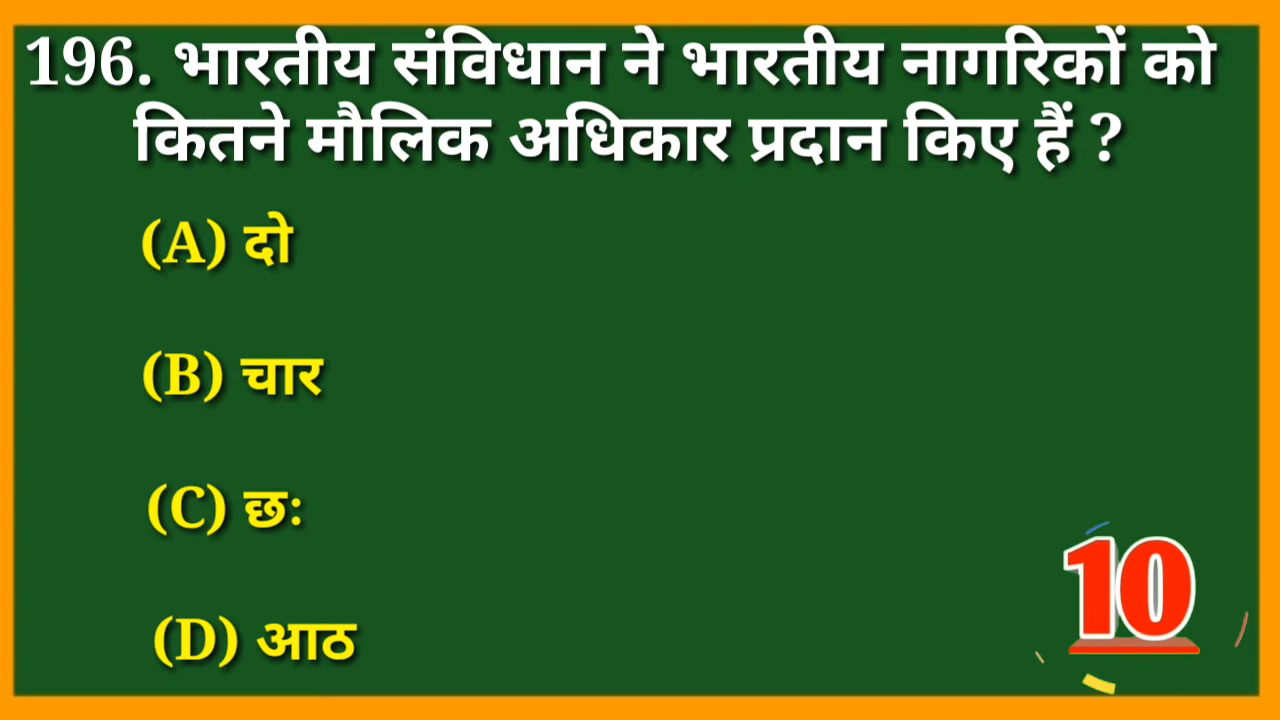 196. भारतीय संविधान ने भारतीय नागरिकों को
कितने मौलिक अधिकार प्रदान किए हैं ?
(A) दो
(B) चार
(C) छः
(D) आठ
10